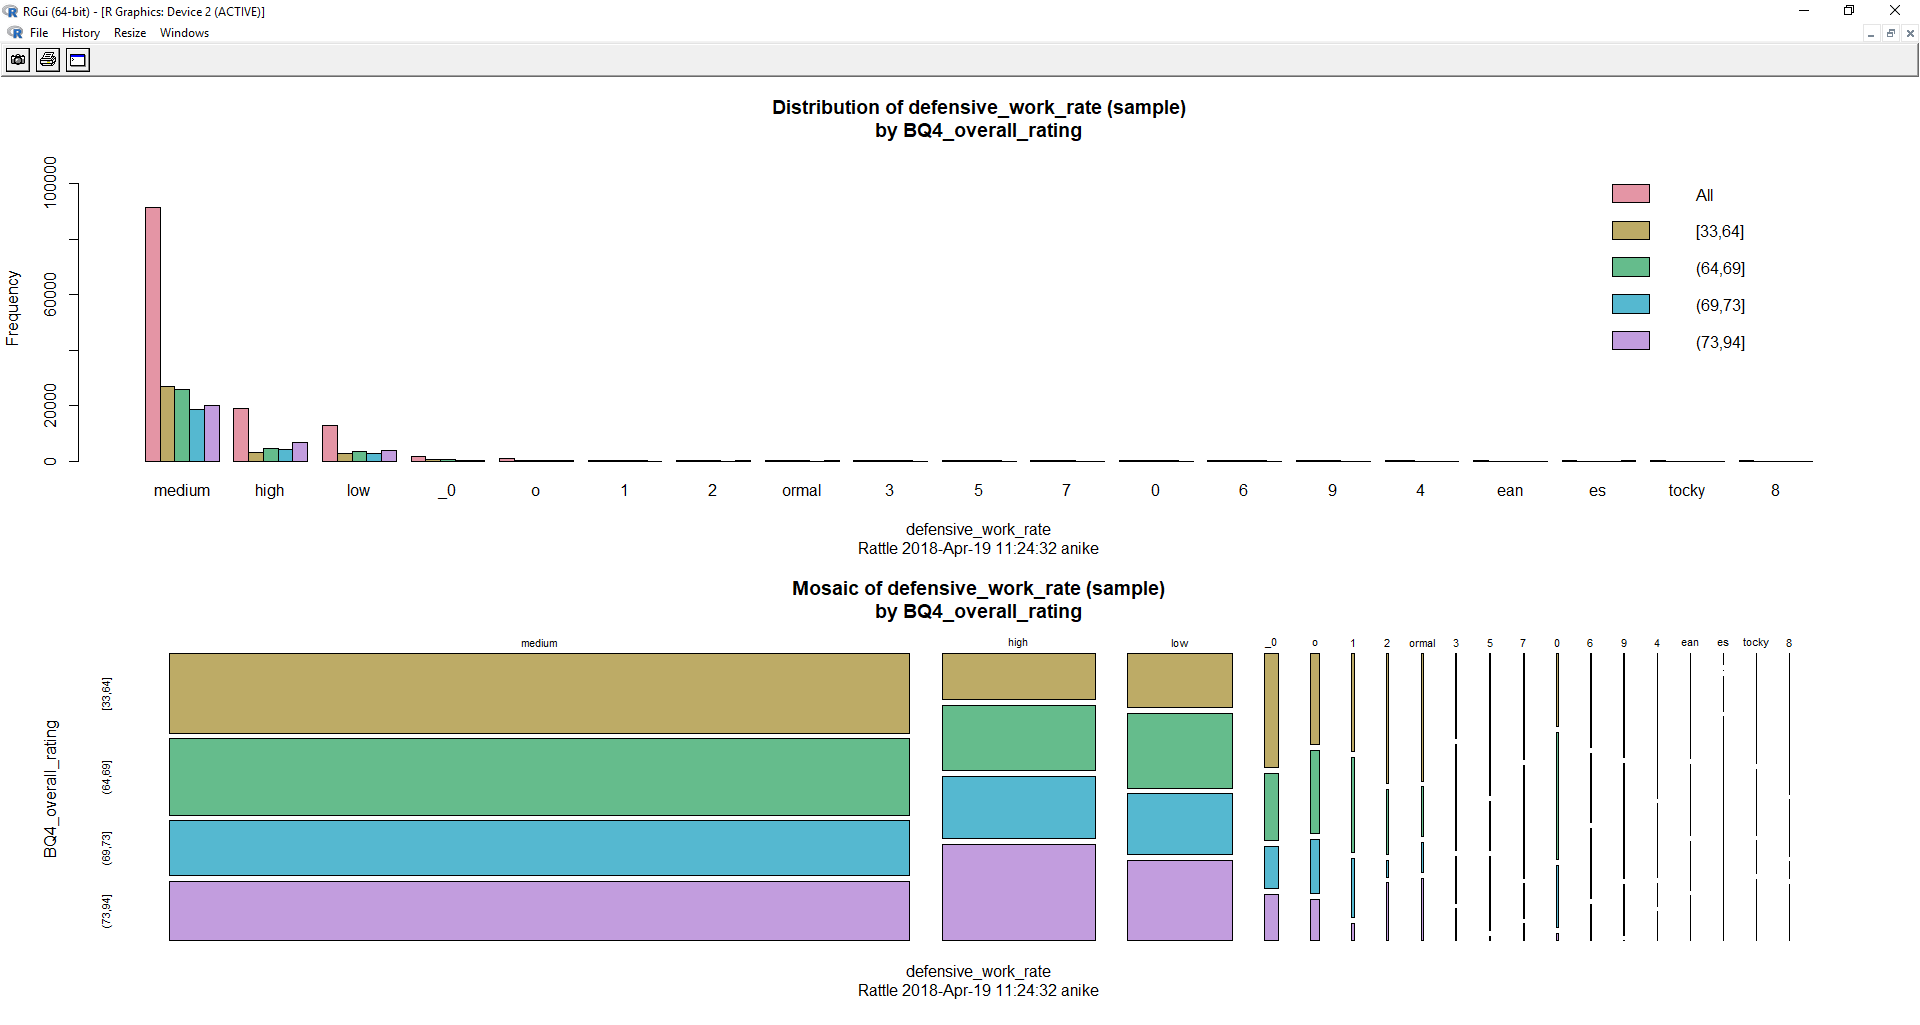 RGui (64-bit) - [R Graphics: Device 2 (ACTIVE)]
File History Resize Windows
Distribution of defensive_work_rate (sample)
by BQ4_overall_rating
Frequency
0 20000 60000 100000
All
[33,64]
(64,69]
(69,73]
(73,94]
medium high low _0 o 1 2 ormal 3 5 7 0 6 9 4 ean es tocky 8
defensive_work_rate
Rattle 2018-Apr-19 11:24:32 anike
Mosaic of defensive_work_rate (sample)
by BQ4_overall_rating
medium high low _0 o 1 2 ormal 3 5 7 0 6 9 4 ean es tocky 8
BQ4_overall_rating
[33,64]
(64,69]
(69,73]
(73,94]
defensive_work_rate
Rattle 2018-Apr-19 11:24:32 anike